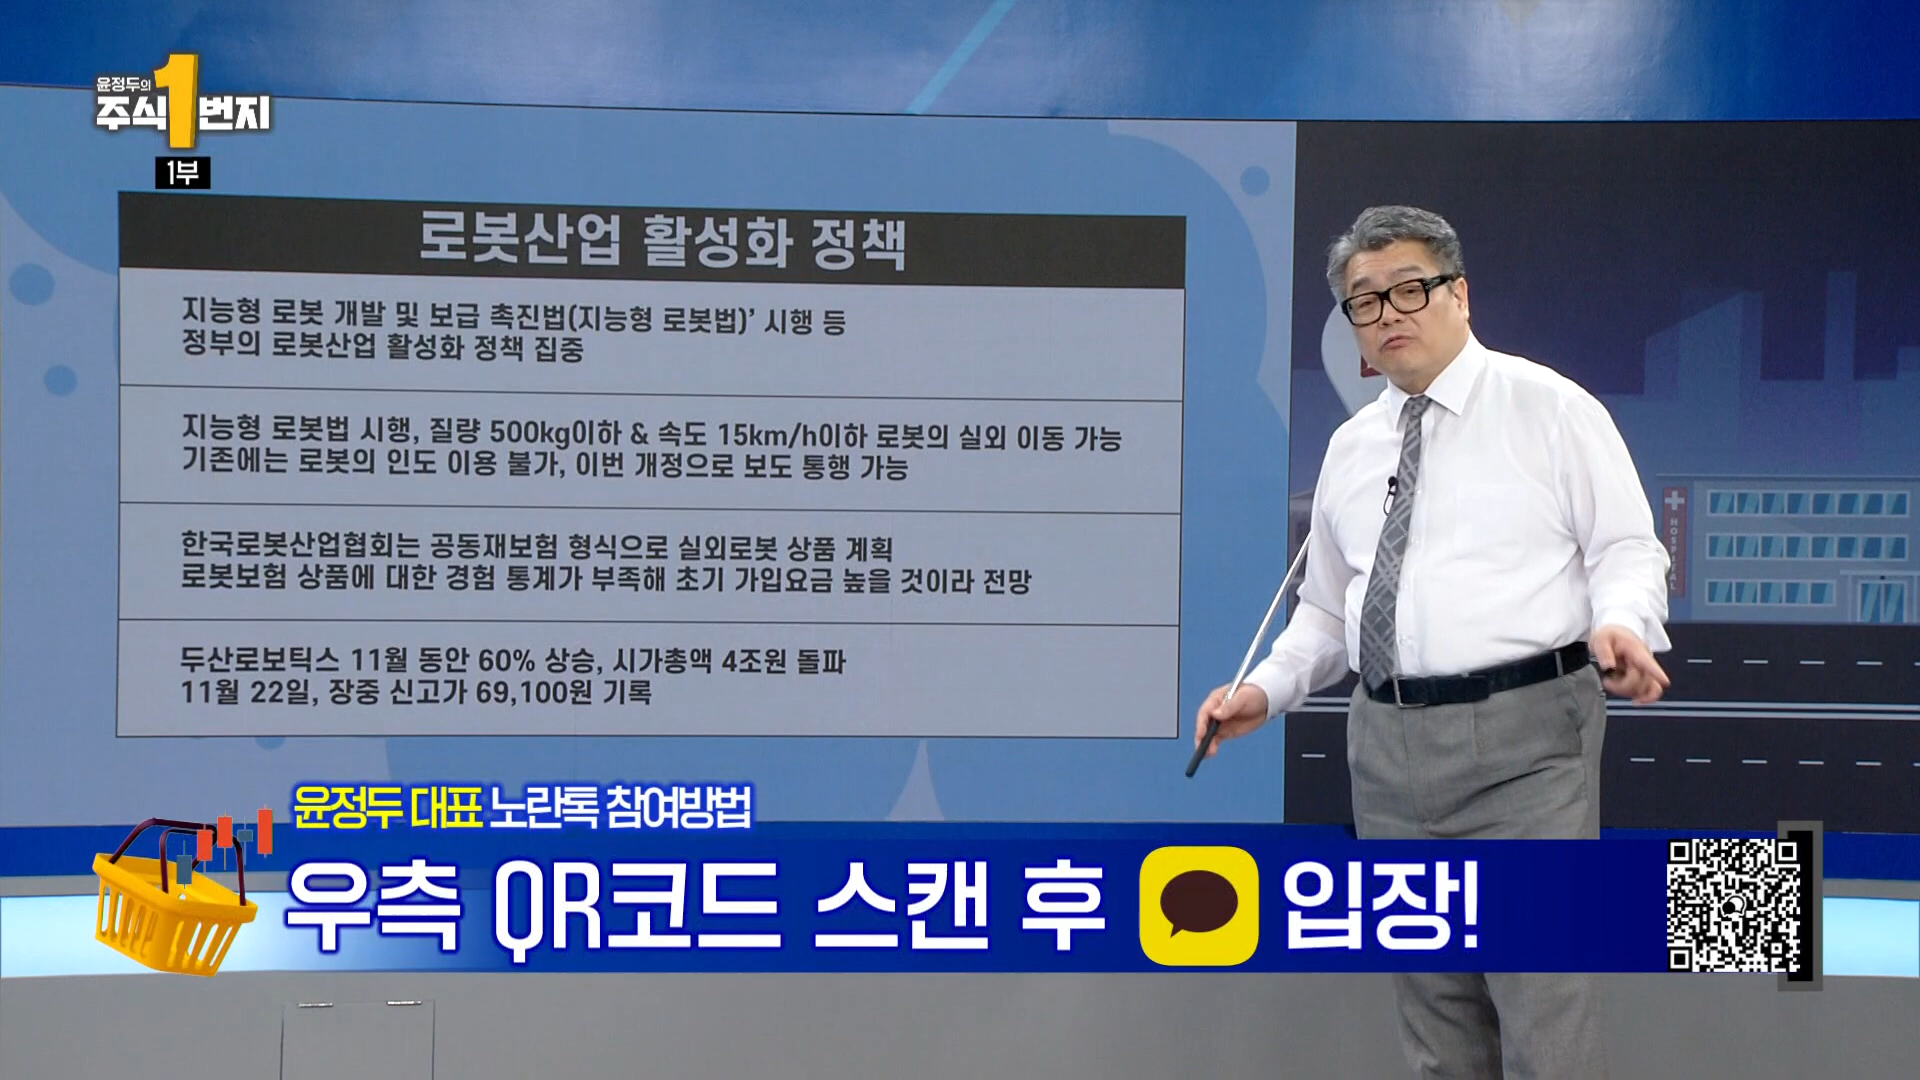 윤정두의
주식1번지
1부
로봇산업 활성화 정책
지능형 로봇 개발 및 보급 촉진법(지능형 로봇법)’ 시행 등
정부의 로봇산업 활성화 정책 집중
지능형 로봇법 시행, 질량 500kg이하 & 속도 15km/h이하 로봇의 실외 이동 가능
기존에는 로봇의 인도 이용 불가, 이번 개정으로 보도 통행 가능
한국로봇산업협회는 공동재보험 형식으로 실외로봇 상품 계획
로봇보험 상품에 대한 경험 통계가 부족해 초기 가입요금 높을 것이라 전망
두산로보틱스 11월 동안 60% 상승, 시가총액 4조원 돌파
11월 22일, 장중 신고가 69,100원 기록
HOSPITAL
윤정두 대표 노란톡 참여방법
우측 QR코드 스캔 후 입장!